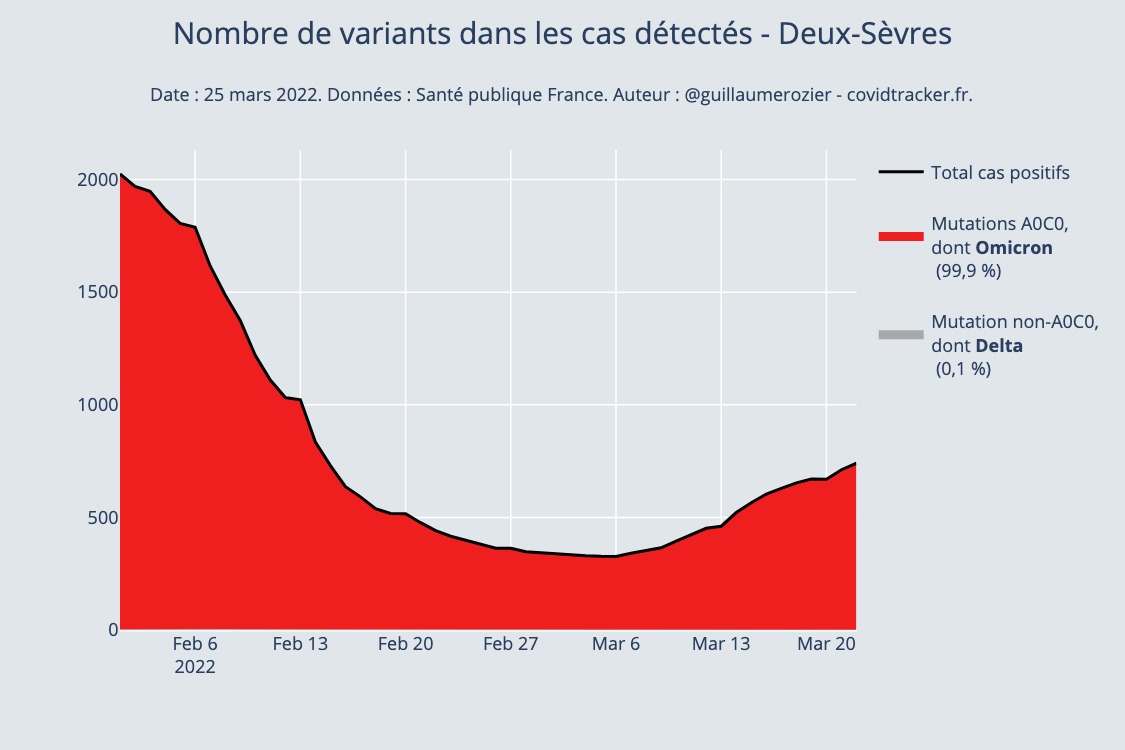 Nombre de variants dans les cas détectés - Deux-Sèvres
Date : 25 mars 2022. Données : Santé publique France. Auteur : @guillaumerozier - covidtracker.fr.
2000
1500
1000
500
0
Feb 6
2022
Feb 13
Feb 20
Feb 27
Mar 6
Mar 13
Mar 20
Total cas positifs
Mutations A0C0,
dont Omicron
(99,9 %)
Mutation non-A0C0,
dont Delta
(0,1 %)